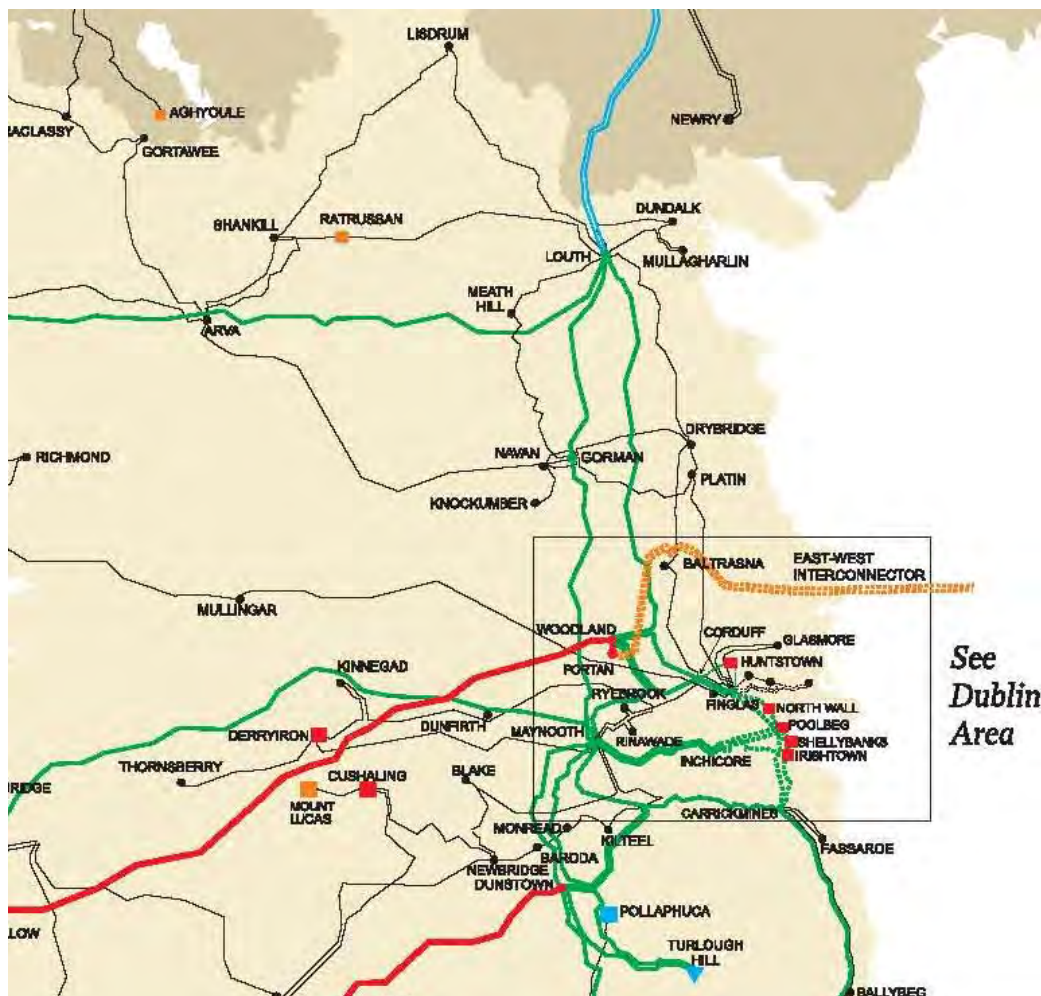 LISDRUM
AGHYOULE
NEWRY
ACLASSY
GORTAWEE
SHANKILL
RATRUSSAN
DUNDALK
LOUTH
MULLAGHARLIN
MEATH
HILL
ARVA
DRYBRIDGE
RICHMOND
NAVAN
GORMAN
PLATIN
KNOCKUMBER
BALTRASNA
EAST-WEST
INTERCONNECTOR
MULLINGAR
WOODLAND
CORDUFF
GLASMORE
See
Dublin
Area
KINNEGAD
PORTAN
HUNTSTOWN
RYEBROOK
FINGLAS
NORTH WALL
DUNFIRTH
MAYNOOTH
POOLBEG
DERRYIRON
RINAWADE
SHELLYBANKS
INCHICORE
IRISHTOWN
THORNSBERRY
CUSHALING
BLAKE
RIDGE
MOUNT
LUCAS
CARRICKMINES
MONREAD
KILTEEL
FASSAROE
BARODA
NEWBRIDGE
DUNSTOWN
POLLAPHUCA
LOW
TURLOUGH
HILL
BALLYBEG